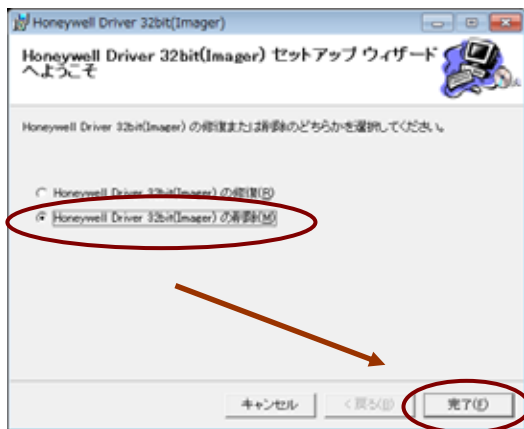 Honeywell Driver 32bit(Imager)
Honeywell Driver 32bit(Imager) セットアップ ウィザード
へようこそ
Honeywell Driver 32bit(Imager) の修復または削除のどちらかを選択してください。
Honeywell Driver 32bit(Imager) の修復(R)
Honeywell Driver 32bit(Imager) の削除(M)
キャンセル
< 戻る(B)
完了(F)